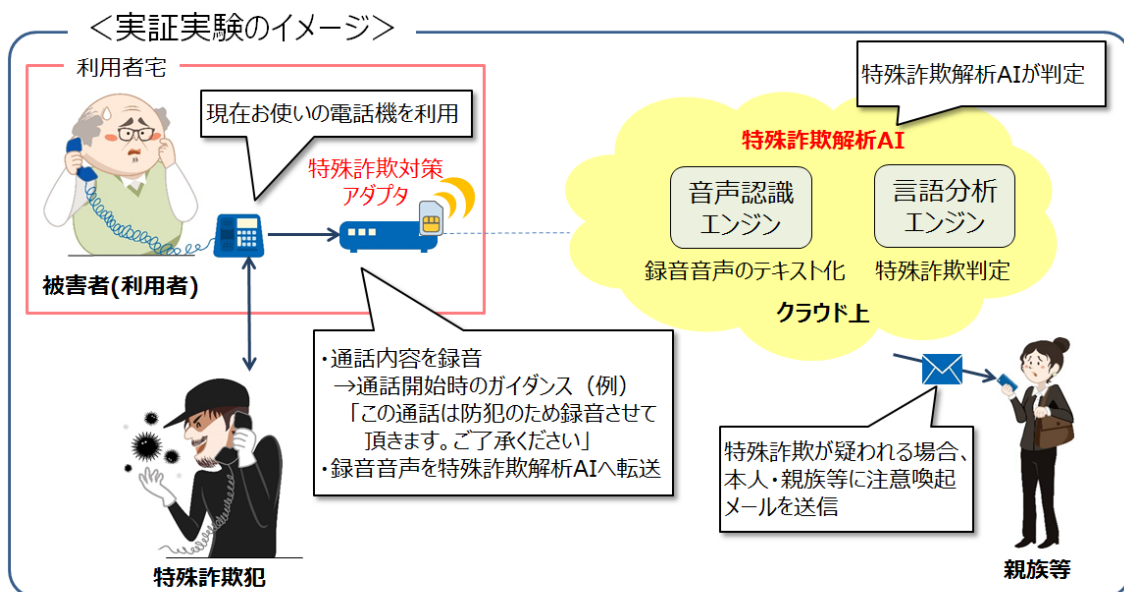 ＜実証実験のイメージ＞
利用者宅
現在お使いの電話機を利用
特殊詐欺対策
アダプタ
被害者(利用者)
特殊詐欺解析AIが判定
特殊詐欺解析AI
音声認識
エンジン
言語分析
エンジン
録音音声のテキスト化
特殊詐欺判定
クラウド上
・通話内容を録音
→通話開始時のガイダンス（例）
「この通話は防犯のため録音させて
頂きます。ご了承ください」
・録音音声を特殊詐欺解析AIへ転送
特殊詐欺が疑われる場合、
本人・親族等に注意喚起
メールを送信
特殊詐欺犯
親族等